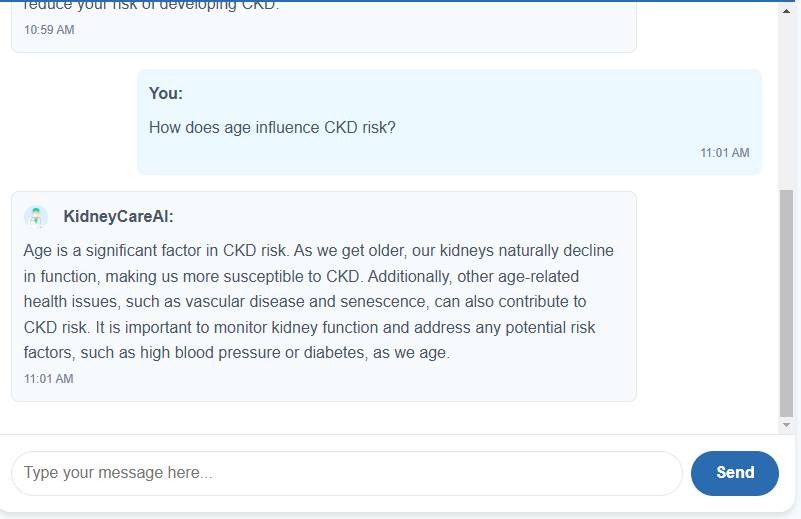 reduce your risk of developing CKD.
10:59 AM
You:
How does age influence CKD risk?
11:01 AM
KidneyCareAI:
Age is a significant factor in CKD risk. As we get older, our kidneys naturally decline
in function, making us more susceptible to CKD. Additionally, other age-related
health issues, such as vascular disease and senescence, can also contribute to
CKD risk. It is important to monitor kidney function and address any potential risk
factors, such as high blood pressure or diabetes, as we age.
11:01 AM
Type your message here...
Send